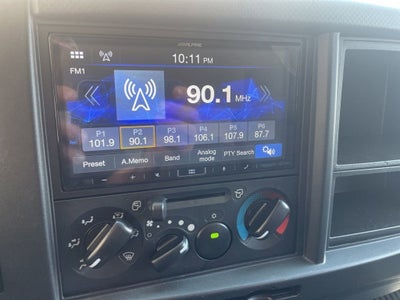 ALPINE
10:11 PM
FM1
90.1 MHz
P1 P2 P3 P4 P5 P6
101.9 90.1 98.1 106.1 107.9 87.7
Preset A.Memo Band Analog mode PTY Search